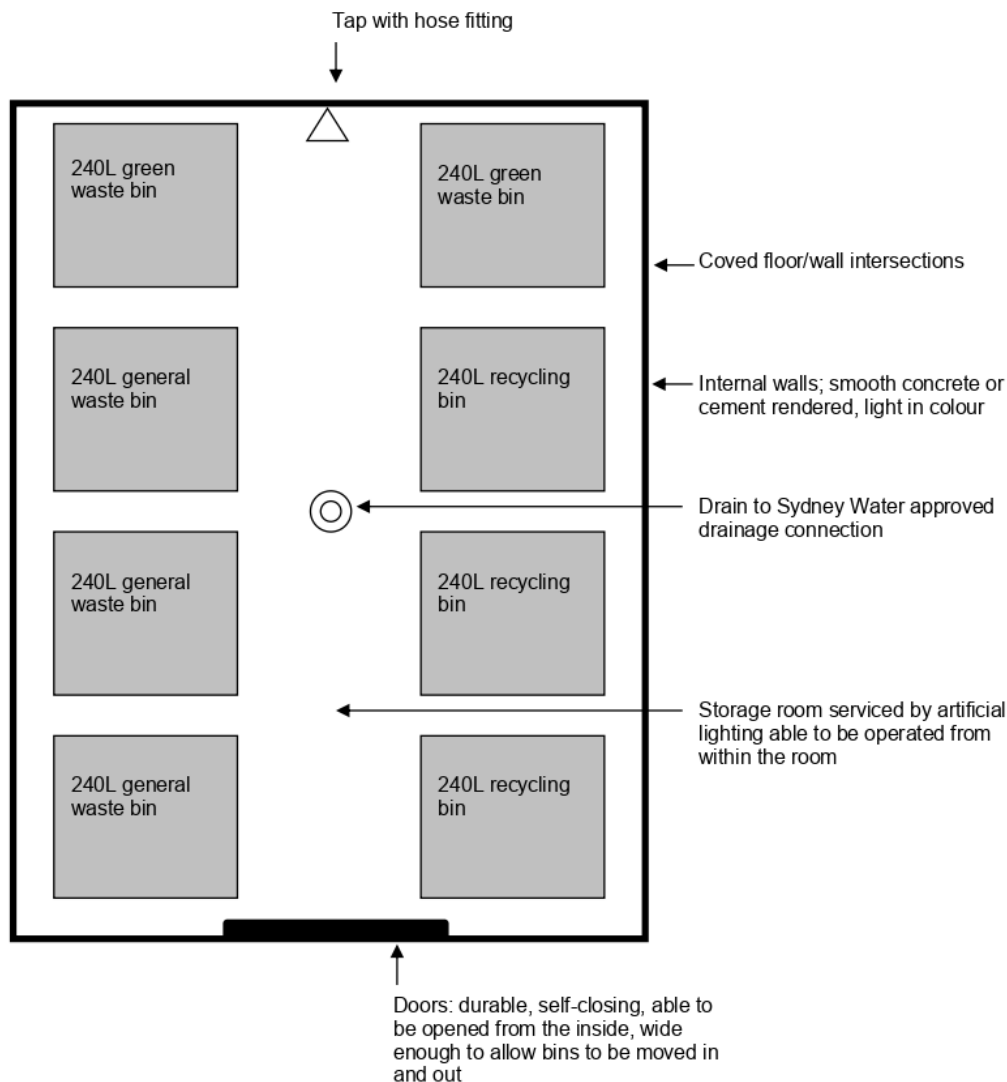 Tap with hose fitting
240L green
waste bin
240L green
waste bin
Coved floor/wall intersections
240L general
waste bin
240L recycling
bin
Internal walls; smooth concrete or
cement rendered, light in colour
Drain to Sydney Water approved
drainage connection
240L general
waste bin
240L recycling
bin
Storage room serviced by artificial
lighting able to be operated from
within the room
240L general
waste bin
240L recycling
bin
Doors: durable, self-closing, able to
be opened from the inside, wide
enough to allow bins to be moved in
and out